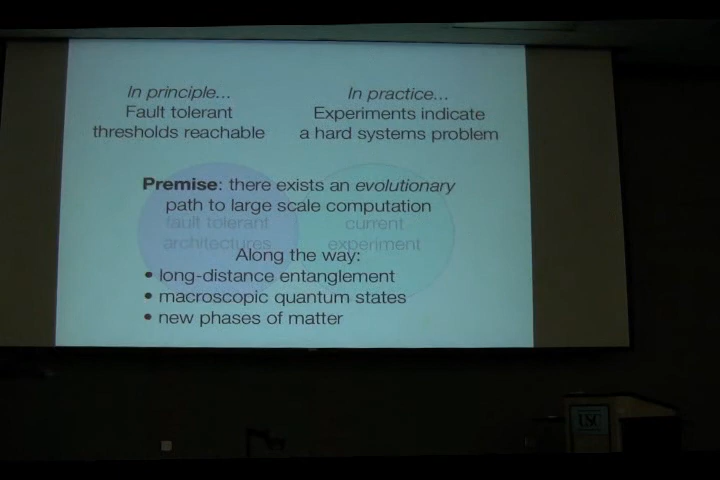 In principle...
Fault tolerant
thresholds reachable
In practice...
Experiments indicate
a hard systems problem
Premise: there exists an evolutionary
path to large scale computation
fault tolerant
architectures
current
experiment
Along the way:
• long-distance entanglement
• macroscopic quantum states
• new phases of matter
USC